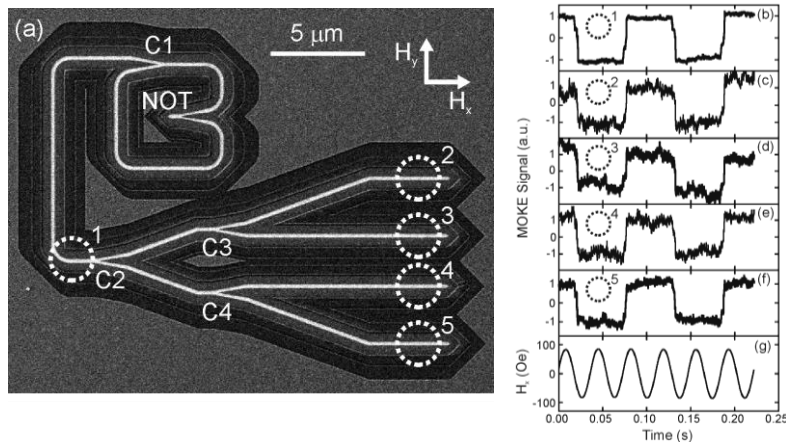 (a)
C1
5 µm
Hy
Hx
NOT
2
1
3
C3
4
C2
C4
5
MOKE Signal (a.u.)
1
0
-1
1
(b)
1
0
-1
2
(c)
1
0
-1
3
(d)
1
0
-1
4
(e)
1
0
-1
5
(f)
Hx (Oe)
100
0
-100
(g)
0.00 0.05 0.10 0.15 0.20 0.25
Time (s)